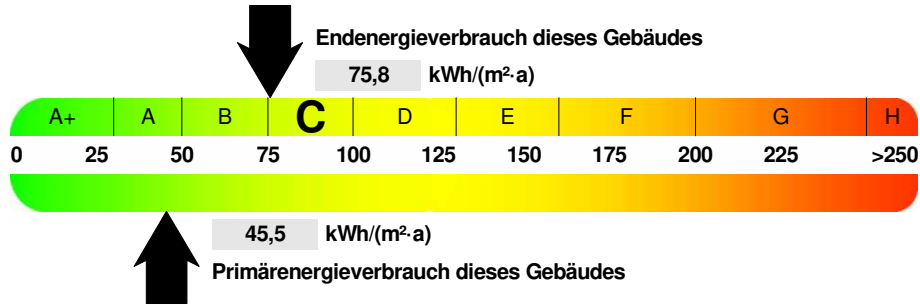 Endenergieverbrauch dieses Gebäudes
75,8 kWh/(m²·a)
A+ A B C D E F G H
0 25 50 75 100 125 150 175 200 225 >250
45,5 kWh/(m²·a)
Primärenergieverbrauch dieses Gebäudes